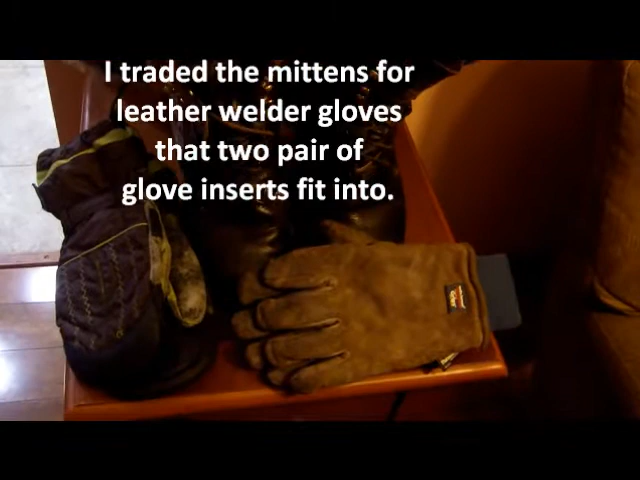 I traded the mittens for
leather welder gloves
that two pair of
glove inserts fit into.